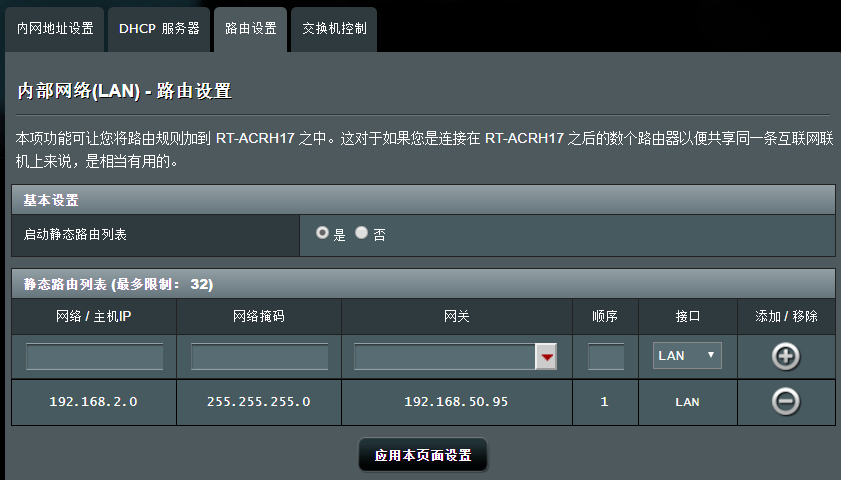 内网地址设置 DHCP 服务器 路由设置 交换机控制
内部网络(LAN) - 路由设置
本项功能可让您将路由规则加到 RT-ACRH17 之中。这对于如果您是连接在 RT-ACRH17 之后的数个路由器以便共享同一条互联网联
机上来说，是相当有用的。
基本设置
启动静态路由列表 是 否
静态路由列表 (最多限制： 32)
网络 / 主机IP 网络掩码 网关 顺序 接口 添加 / 移除
LAN
192.168.2.0 255.255.255.0 192.168.50.95 1 LAN
应用本页面设置